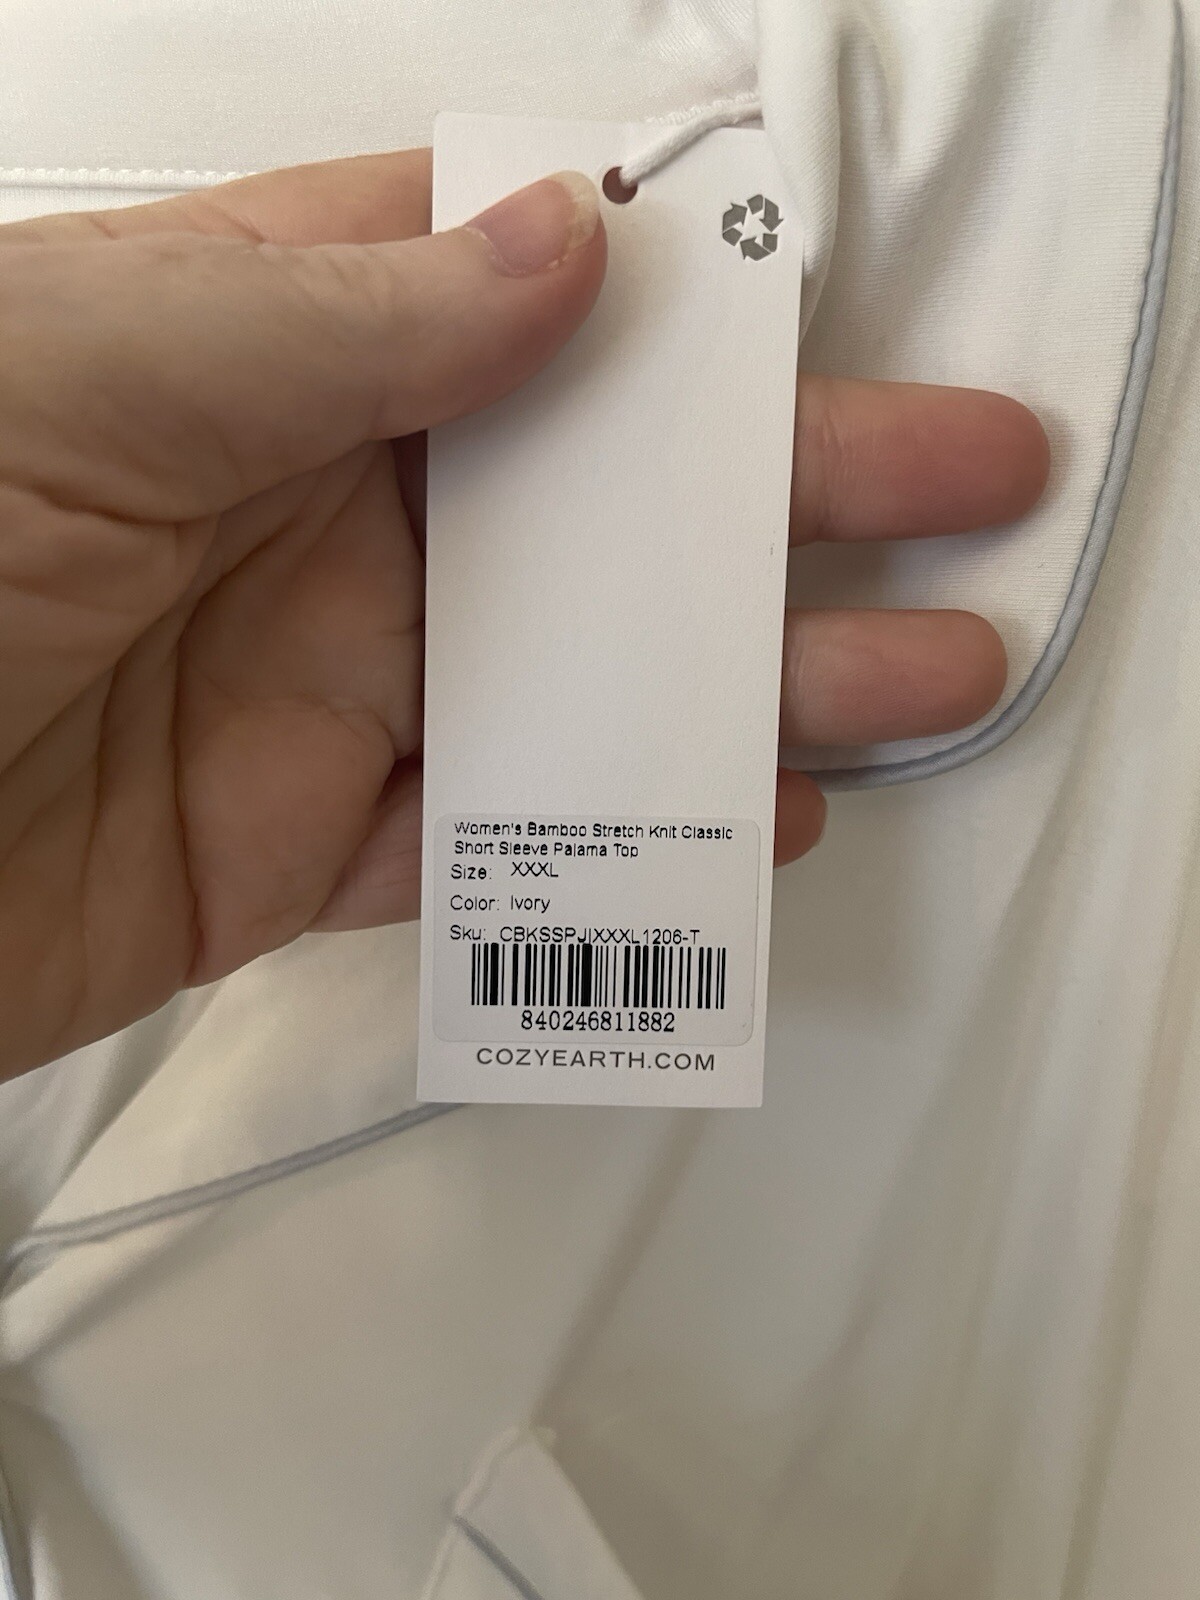 Women's Bamboo Stretch Knit Classic
Short Sleeve Pajama Top
Size: XXXL
Color: Ivory
Sku: CBKSSPJIXXXL1206-T
840246811882
COZYEARTH.COM